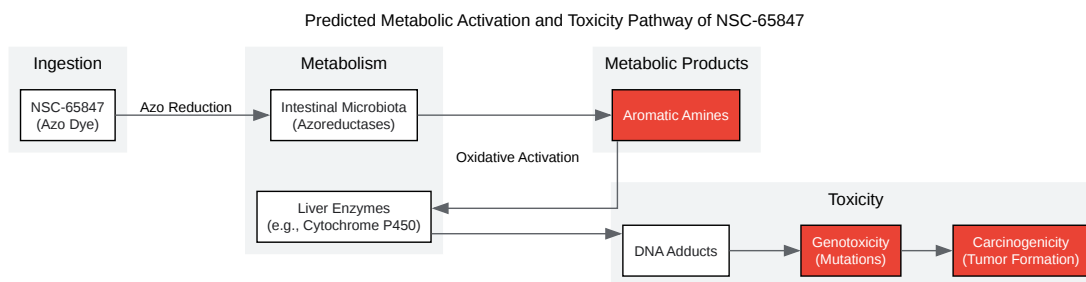 Predicted Metabolic Activation and Toxicity Pathway of NSC-65847
Ingestion
Metabolism
Metabolic Products
NSC-65847
(Azo Dye)
Azo Reduction
Intestinal Microbiota
(Azoreductases)
Aromatic Amines
Oxidative Activation
Liver Enzymes
(e.g., Cytochrome P450)
Toxicity
DNA Adducts
Genotoxicity
(Mutations)
Carcinogenicity
(Tumor Formation)